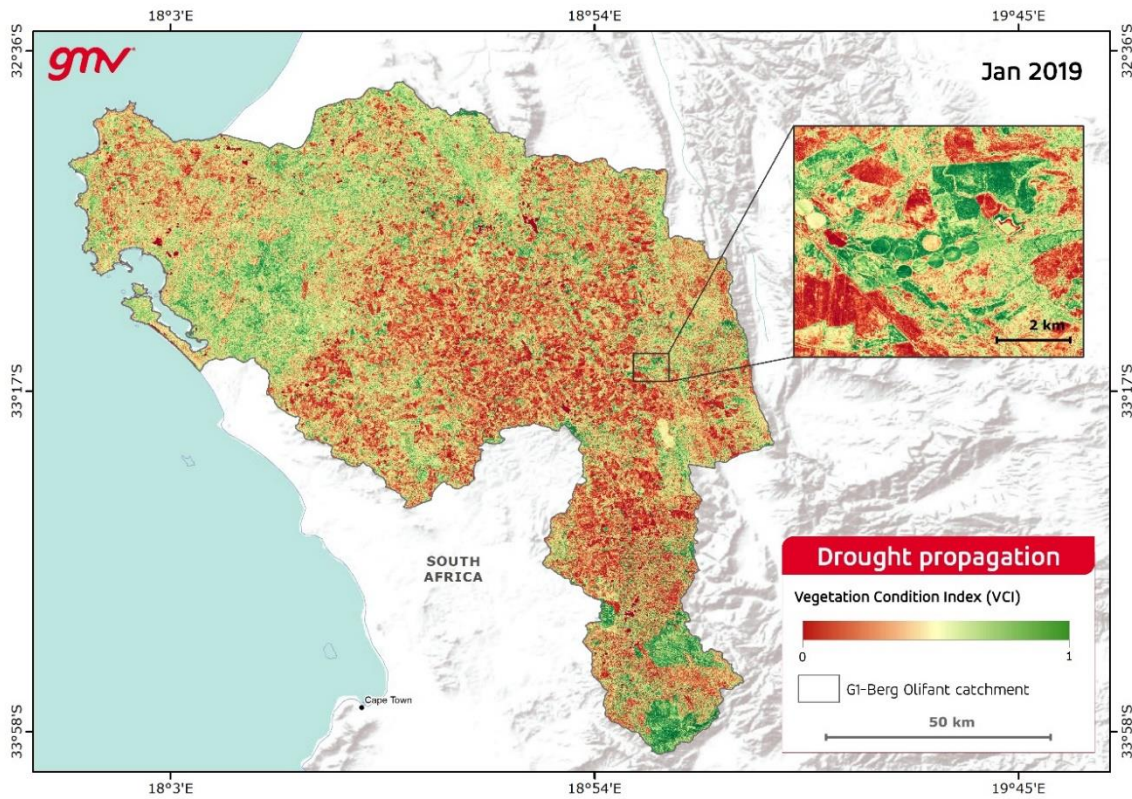 18°3'E
18°54'E
19°45'E
32°36'S
32°36'S
gmv
Jan 2019
2 km
33°17'S
33°17'S
SOUTH
AFRICA
Drought propagation
Vegetation Condition Index (VCI)
0
1
G1-Berg Olifant catchment
50 km
Cape Town
33°58'S
33°58'S
18°3'E
18°54'E
19°45'E